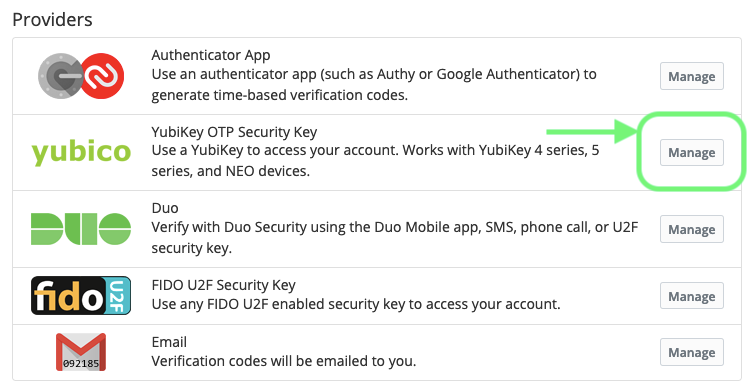 Providers
Authenticator App
Use an authenticator app (such as Authy or Google Authenticator) to
generate time-based verification codes.
Manage
yubico
YubiKey OTP Security Key
Use a YubiKey to access your account. Works with YubiKey 4 series, 5
series, and NEO devices.
Manage
DUO
Duo
Verify with Duo Security using the Duo Mobile app, SMS, phone call, or U2F
security key.
Manage
fido U2F
FIDO U2F Security Key
Use any FIDO U2F enabled security key to access your account.
Manage
092185
Email
Verification codes will be emailed to you.
Manage